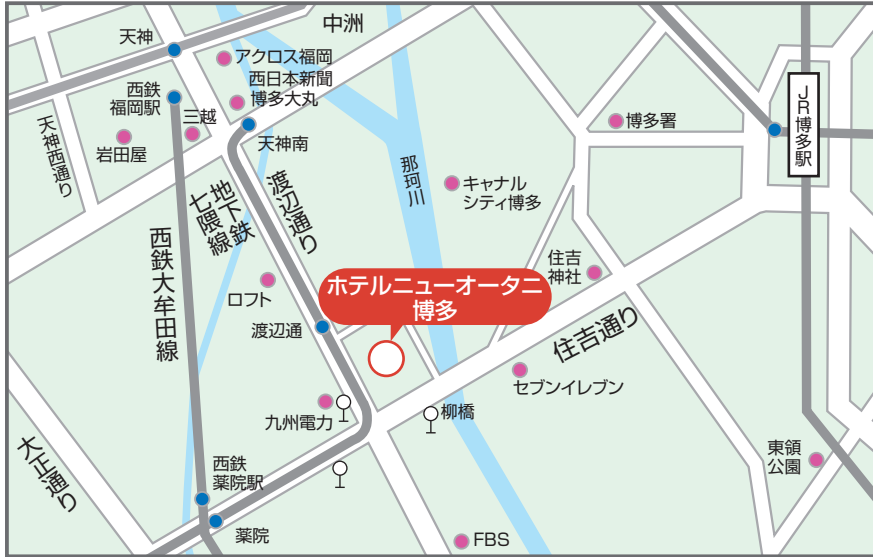 中洲
天神
アクロス福岡
西鉄
福岡駅
西日本新聞
博多大丸
三越
岩田屋
天神西通り
天神南
博多署
JR博多駅
那珂川
キャナル
シティ博多
渡辺通り
地下鉄
七隈線
西鉄大牟田線
ロフト
住吉
神社
ホテルニューオータニ
博多
渡辺通
住吉通り
セブンイレブン
九州電力
柳橋
大正通り
西鉄
薬院駅
薬院
東領
公園
FBS